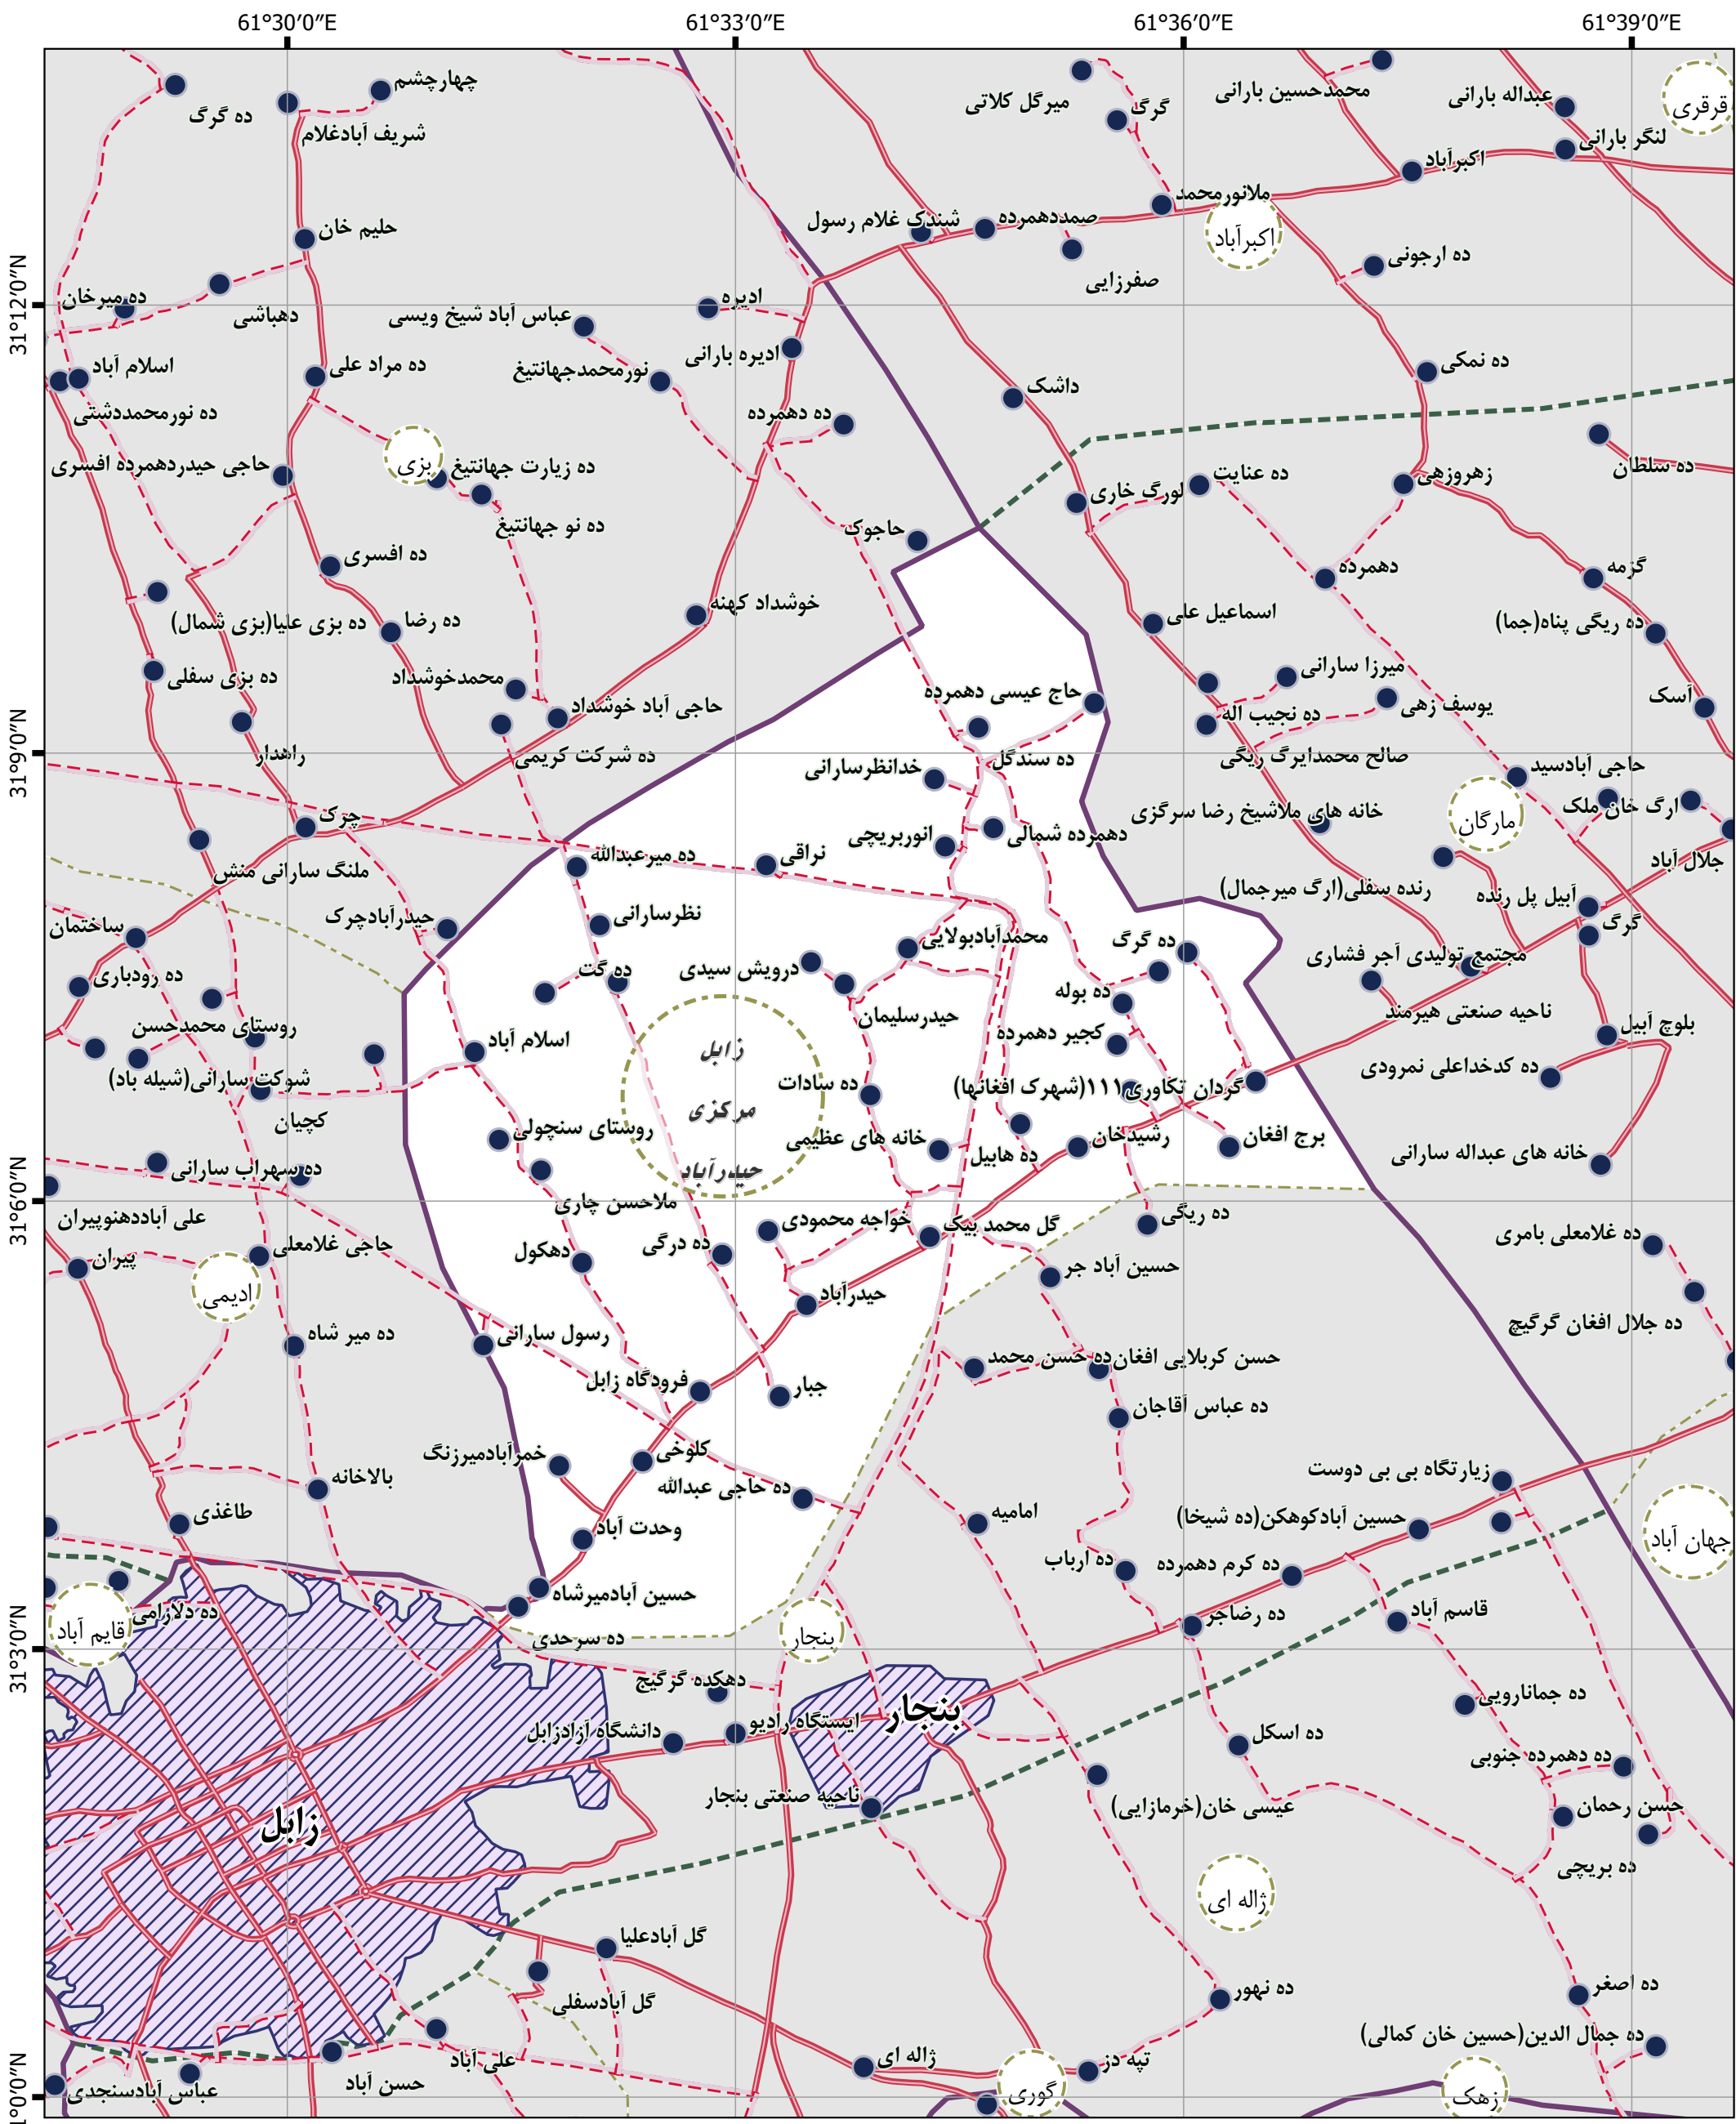 61°30′0″E
61°33′0″E
61°36′0″E
61°39′0″E
31°12′0″N
31°9′0″N
31°6′0″N
31°3′0″N
1°0′0″N
ده گرگ
چهارچشم
شریف آبادغلام
میرگل کلاتی
گرگ
محمدحسین بارانی
عبداله بارانی
لنگر بارانی
قرقری
اکبرآباد
ملانورمحمد
اکبرآباد
صمددهمرده
شندک غلام رسول
صفرزایی
ده ارجونی
حلیم خان
ده میرخان
دهباشی
عباس آباد شیخ ویسی
ادیره
ادیره بارانی
نورمحمدجهانتیغ
اسلام آباد
ده نورمحمددشتی
ده مراد علی
ده دهمرده
داشک
ده نمکی
ده سلطان
بزی
حاجی حیدردهمرده افسری
ده زیارت جهانتیغ
ده نو جهانتیغ
حاجوک
لورگ خاری
ده عنایت
زهروزهی
دهمرده
گزمه
ده افسری
ده بزی علیا(بزی شمال)
ده رضا
خوشداد کهنه
اسماعیل علی
ده ریگی پناه(جما)
ده بزی سفلی
محمدخوشداد
حاجی آباد خوشداد
حاج عیسی دهمرده
میرزا سارانی
یوسف زهی
ده نجیب اله
آسک
راهدار
ده شرکت کریمی
ده سندگل
خدانظرسارانی
صالح محمدایرگ ریگی
حاجی آبادسید
ارگ خان ملک
مارگان
خانه های ملاشیخ رضا سرگزی
چرک
انوربریچی
دهمرده شمالی
جلال آباد
ملنگ سارانی منش
ده میرعبدالله
نراقی
رنده سفلی(ارگ میرجمال)
آبیل پل رنده
گرگ
ساختمان
حیدرآبادچرک
نظرسارانی
محمدآبادبولایی
ده گرگ
مجتمع تولیدی آجر فشاری
ده رودباری
ده گت
درویش سیدی
ده بوله
حیدرسلیمان
ناحیه صنعتی هیرمند
بلوچ آبیل
روستای محمدحسن
اسلام آباد
کجیر دهمرده
زابل
مرکزی
حیدرآباد
شوکت سارانی(شیله باد)
ده سادات
گردان تکاوری۱۱۱(شهرک افغانها)
ده کدخداعلی نمرودی
کچیان
روستای سنچولی
خانه های عظیمی
ده هابیل
رشیدخان
برج افغان
خانه های عبداله سارانی
ده سهراب سارانی
ملاحسن چاری
علی آباددهنوپیران
خواجه محمودی
گل محمد بیک
ده ریگی
ده غلامعلی بامری
پیران
حاجی غلامعلی
دهکول
ده درگی
حسین آباد جر
ادیمی
حیدرآباد
ده جلال افغان گرگیچ
ده میر شاه
رسول سارانی
ده حسن محمد
حسن کربلایی افغان
فرودگاه زابل
جبار
ده عباس آقاجان
خمرآبادمیرزنگ
کلوخی
بالاخانه
ده حاجی عبدالله
زیارتگاه بی بی دوست
طاغذی
وحدت آباد
امامیه
حسین آبادکوهکن(ده شیخا)
جهان آباد
ده ارباب
ده کرم دهمرده
حسین آبادمیرشاه
قایم آباد
ده دلارامی
ده سرحدی
بنجار
ده رضاجر
قاسم آباد
دهکده گرگیچ
بنجار
ده جمانارویی
دانشگاه آزادزابل
ایستگاه رادیو
ده اسکل
ده دهمرده جنوبی
ناحیه صنعتی بنجار
عیسی خان(خرمازایی)
حسن رحمان
زابل
ده بریچی
ژاله ای
گل آبادعلیا
گل آبادسفلی
ده نهور
ده اصغر
علی آباد
ژاله ای
تپه دز
ده جمال الدین(حسین خان کمالی)
عباس آبادسنجدی
حسن آباد
گوری
زهک